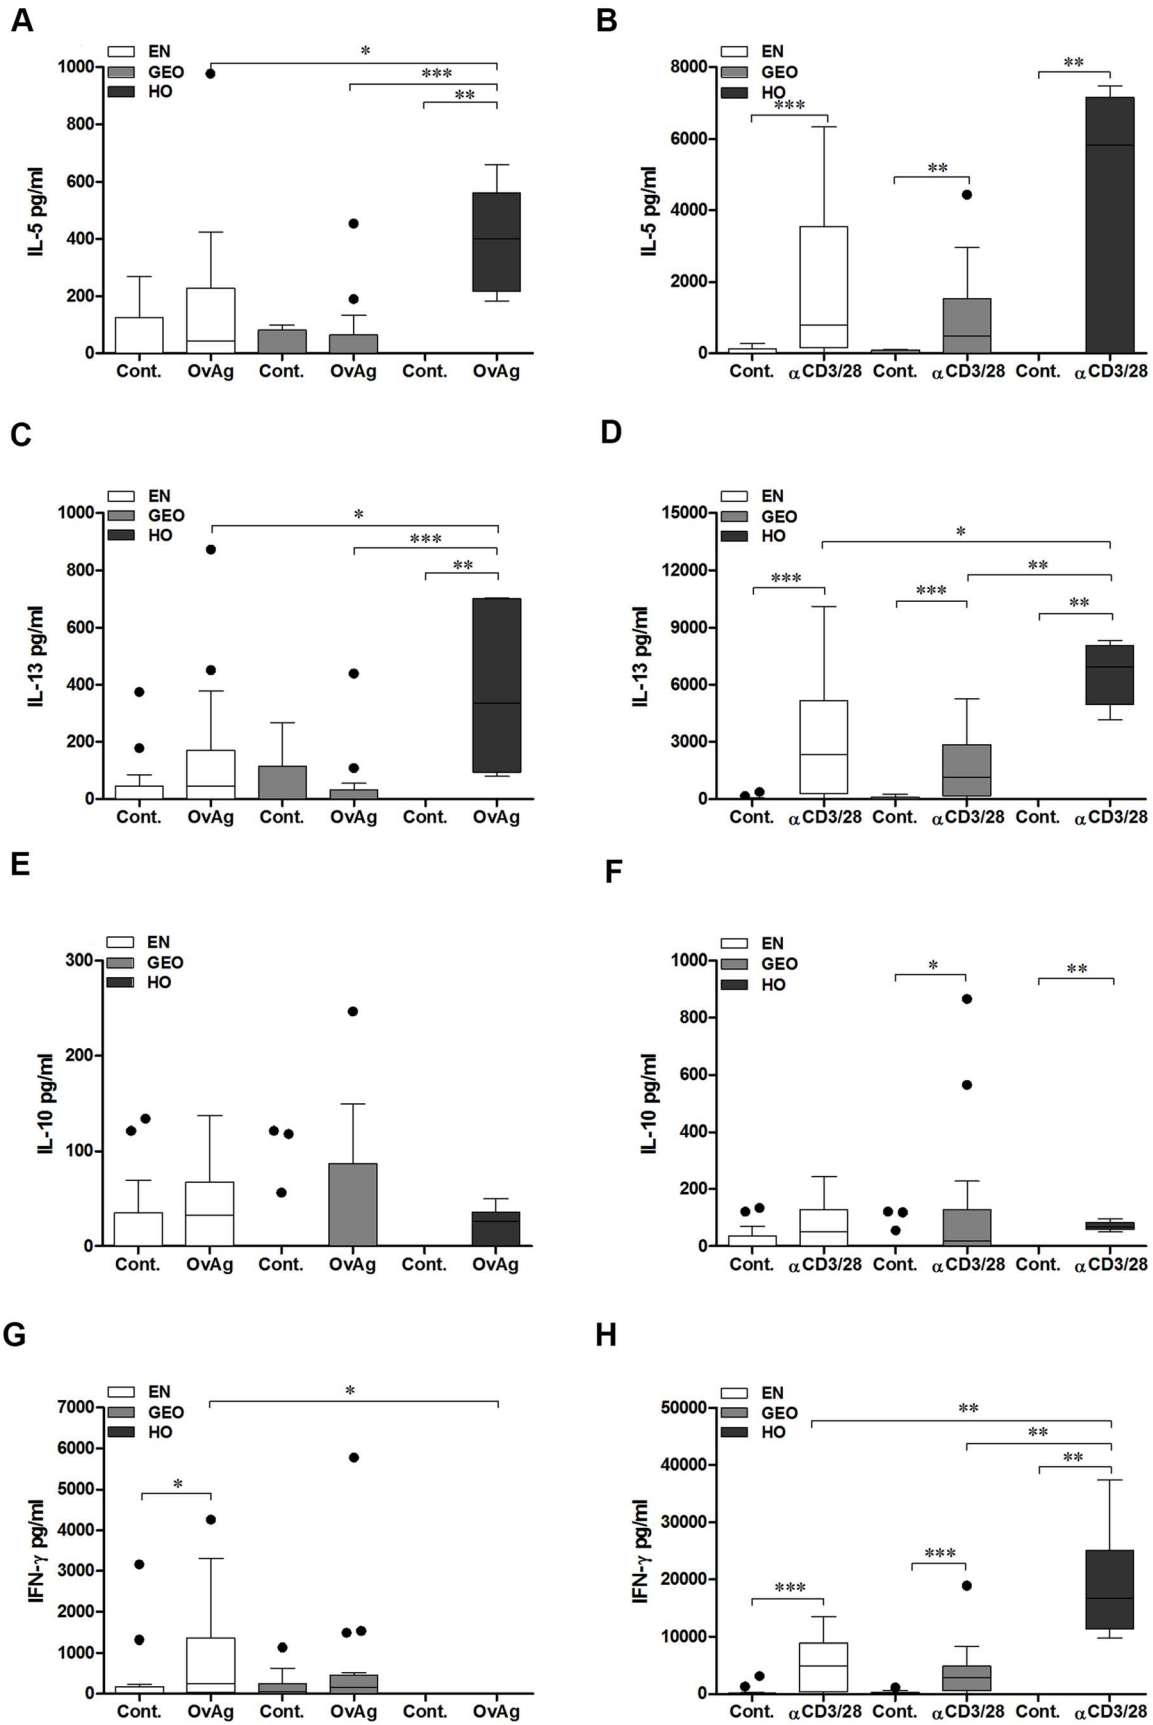 A
EN
GEO
HO
*
***
**
1000
800
600
400
200
0
IL-5 pg/ml
Cont. OvAg Cont. OvAg Cont. OvAg
B
EN
GEO
HO
***
**
**
8000
6000
4000
2000
0
IL-5 pg/ml
Cont. αCD3/28 Cont. αCD3/28 Cont. αCD3/28
C
EN
GEO
HO
*
***
**
1000
800
600
400
200
0
IL-13 pg/ml
Cont. OvAg Cont. OvAg Cont. OvAg
D
EN
GEO
HO
*
**
***
***
**
15000
12000
9000
6000
3000
0
IL-13 pg/ml
Cont. αCD3/28 Cont. αCD3/28 Cont. αCD3/28
E
EN
GEO
HO
300
200
100
0
IL-10 pg/ml
Cont. OvAg Cont. OvAg Cont. OvAg
F
EN
GEO
HO
*
**
1000
800
600
400
200
0
IL-10 pg/ml
Cont. αCD3/28 Cont. αCD3/28 Cont. αCD3/28
G
EN
GEO
HO
*
*
7000
6000
5000
4000
3000
2000
1000
0
IFN-γ pg/ml
Cont. OvAg Cont. OvAg Cont. OvAg
H
EN
GEO
HO
**
**
**
***
***
50000
40000
30000
20000
10000
0
IFN-γ pg/ml
Cont. αCD3/28 Cont. αCD3/28 Cont. αCD3/28